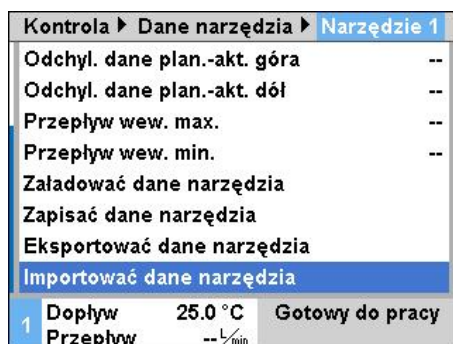 Kontrola ▶ Dane narzędzia ▶ Narzędzie 1
Odchyl. dane plan.-akt. góra --
Odchyl. dane plan.-akt. dół --
Przepływ wew. max. --
Przepływ wew. min. --
Załadować dane narzędzia
Zapisać dane narzędzia
Eksportować dane narzędzia
Importować dane narzędzia
1 Dopływ 25.0 °C Gotowy do pracy
Przepływ -- L/min